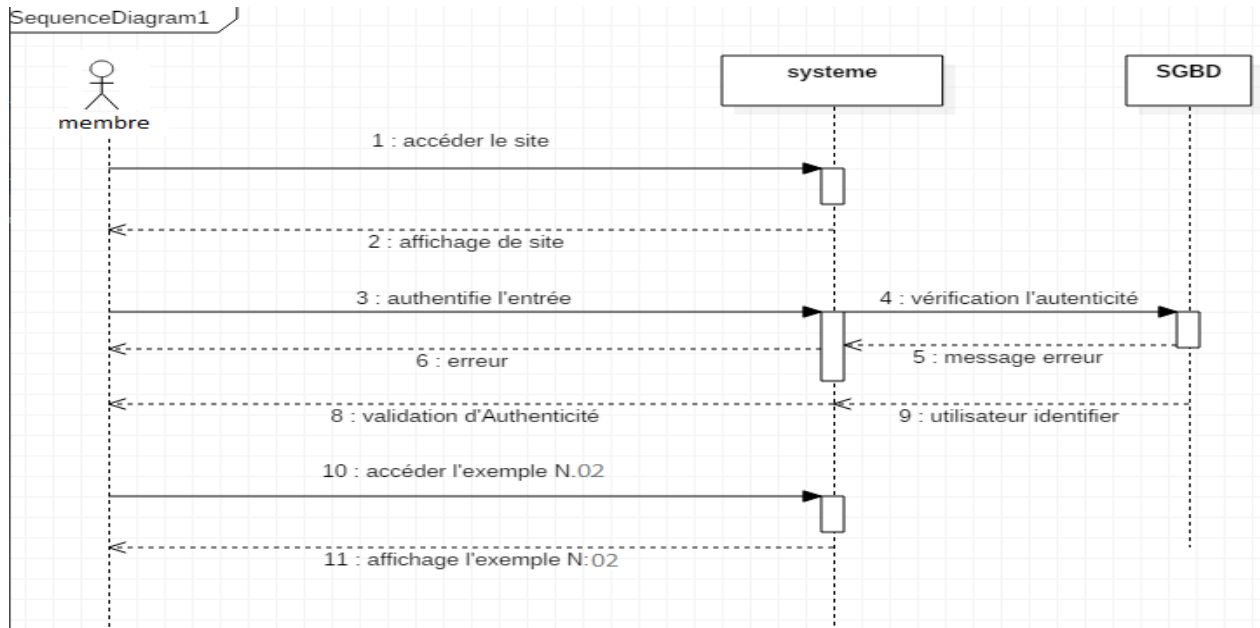 SequenceDiagram1
systeme
SGBD
membre
1 : accéder le site
2 : affichage de site
3 : authentifie l'entrée
4 : vérification l'autenticité
5 : message erreur
6 : erreur
8 : validation d'Authenticité
9 : utilisateur identifier
10 : accéder l'exemple N.02
11 : affichage l'exemple N:02